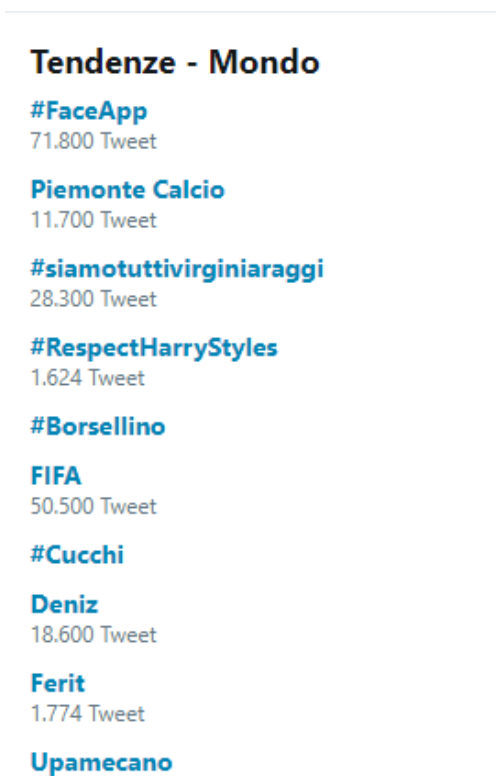 Tendenze - Mondo
#FaceApp
71.800 Tweet
Piemonte Calcio
11.700 Tweet
#siamotuttivirginiaraggi
28.300 Tweet
#RespectHarryStyles
1.624 Tweet
#Borsellino
FIFA
50.500 Tweet
#Cucchi
Deniz
18.600 Tweet
Ferit
1.774 Tweet
Upamecano